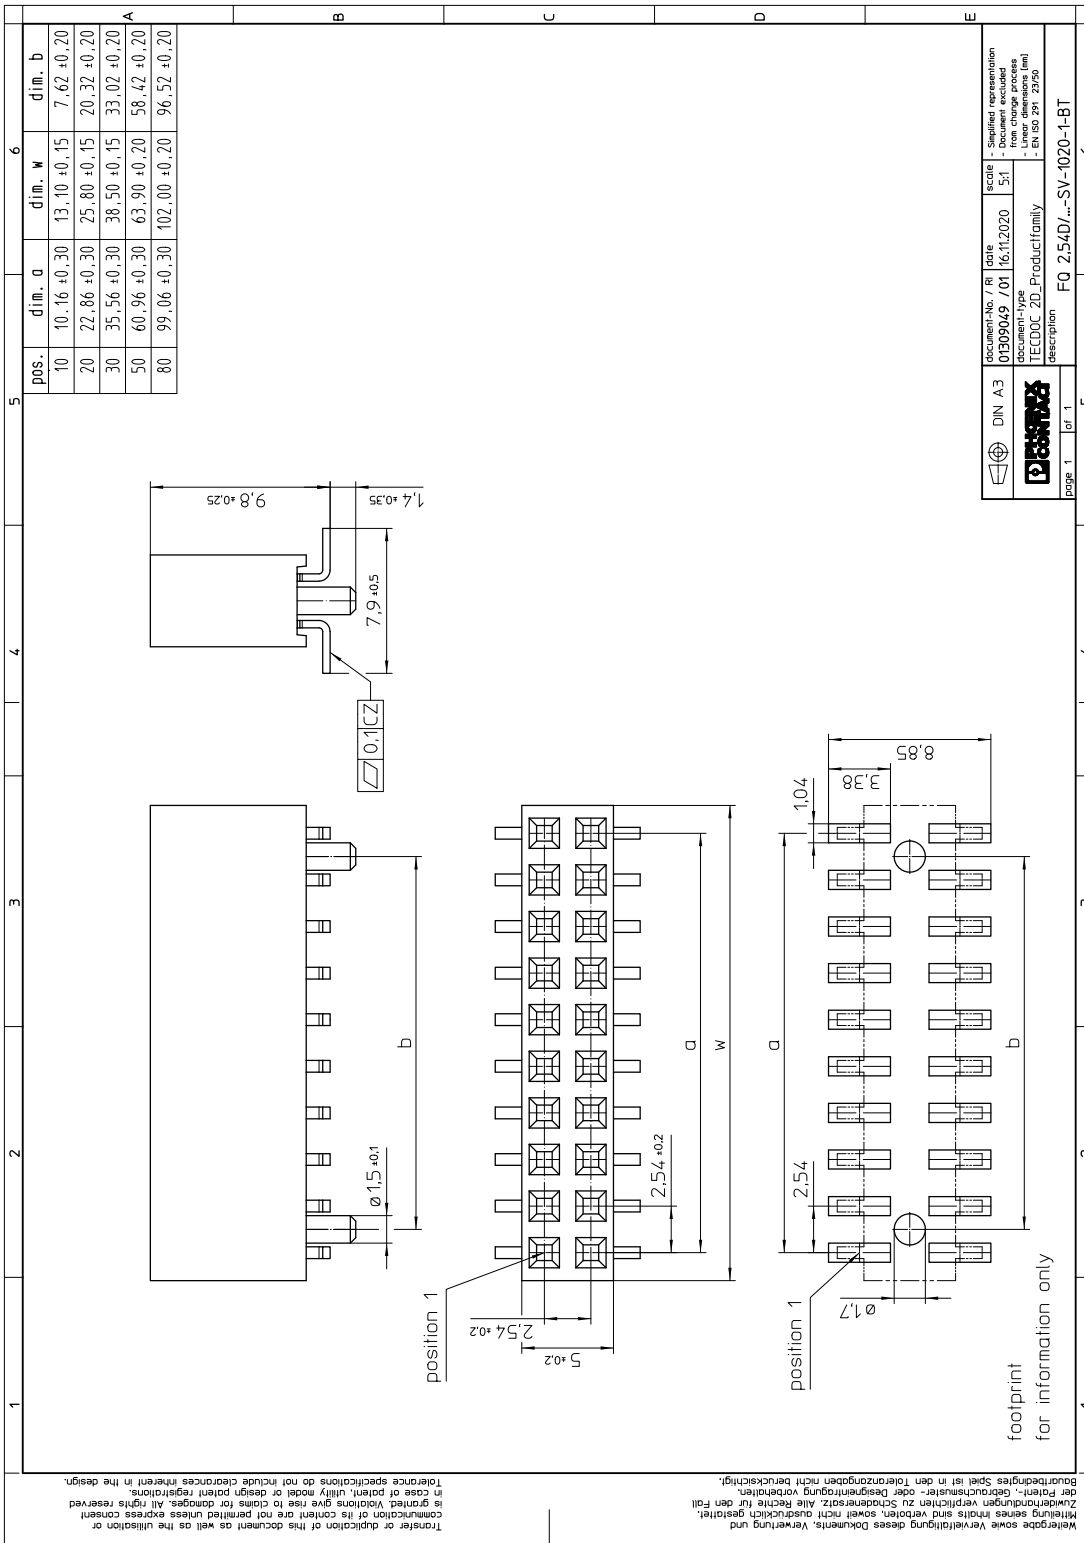 1
2
3
4
5
6
A
B
C
D
E
pos. dim. a dim. w dim. b
10 10.16 ±0,30 13,10 ±0,15 7,62 ±0,20
20 22,86 ±0,30 25,80 ±0,15 20,32 ±0,20
30 35,56 ±0,30 38,50 ±0,15 33,02 ±0,20
50 60,96 ±0,30 63,90 ±0,20 58,42 ±0,20
80 99,06 ±0,30 102,00 ±0,20 96,52 ±0,20
9,8 ±0,25
1,4 ±0,35
7,9 ±0,5
0,1 CZ
b
ø1,5 ±0,1
position 1
2,54 ±0,2
5 ±0,2
2,54 ±0,2
a
w
position 1
ø1,7
2,54
a
b
1,04
3,38
8,85
footprint
for information only
DIN A3
PHOENIX
CONTACT
page 1 of 1
document-No. / RI
01309049 / 01
date
16.11.2020
scale
5:1
- Simplified representation
- Document excluded
from change process
- Linear dimensions [mm]
- EN ISO 291 23/50
document-type
TECDOC 2D_Productfamily
description
FQ 2,54D/...-SV-1020-1-BT
Transfer or duplication of this document as well as the utilisation or
communication of its content are not permitted unless express consent
is granted. Violations give rise to claims for damages. All rights reserved
in case of patent, utility model or design patent registrations.
Tolerance specifications do not include clearances inherent in the design.
Weitergabe sowie Vervielfältigung dieses Dokuments, Verwertung und
Mitteilung seines Inhalts sind verboten, soweit nicht ausdrücklich gestattet.
Zuwiderhandlungen verpflichten zu Schadenersatz. Alle Rechte für den Fall
der Patent-, Gebrauchsmuster- oder Designeintragung vorbehalten.
Bauartbedingtes Spiel ist in den Toleranzangaben nicht berücksichtigt.